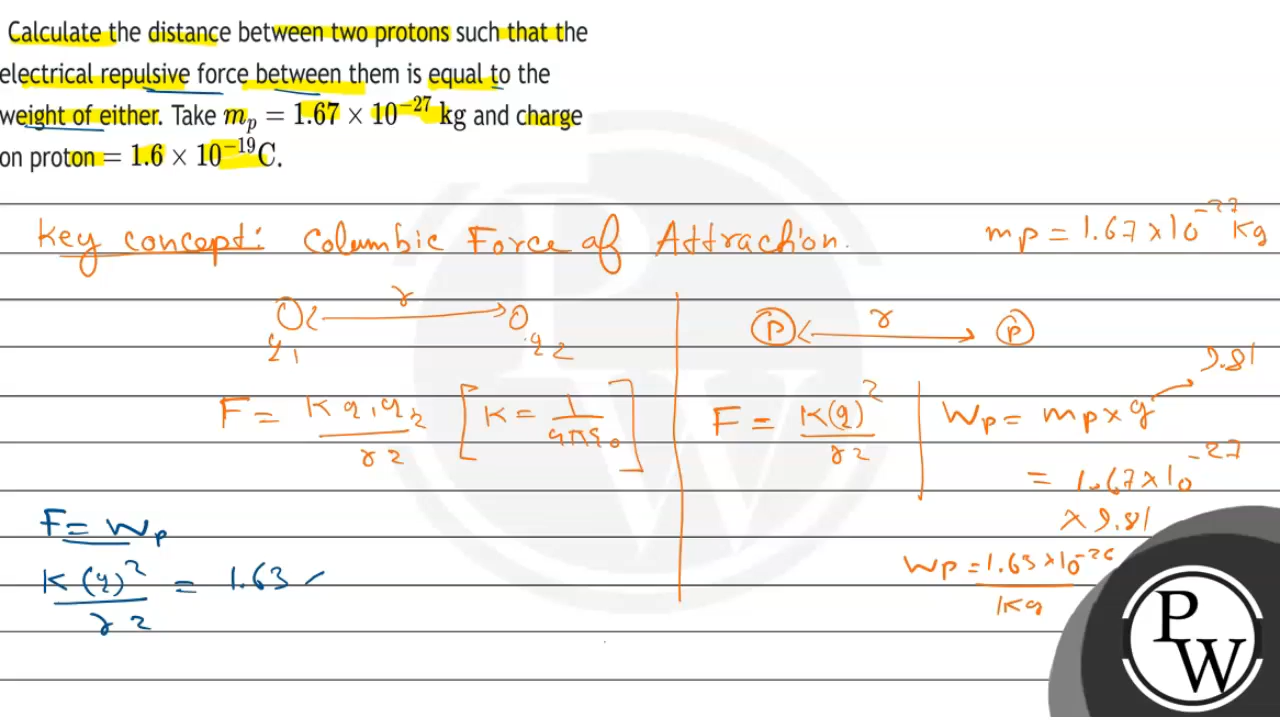 Calculate the distance between two protons such that the
electrical repulsive force between them is equal to the
weight of either. Take m_p = 1.67 × 10^−27 kg and charge
on proton = 1.6 × 10^−19 C.
Key concept: Columbic Force of Attraction.
mp = 1.67 × 10^-27 Kg
r
q1 q2
r
P P
F = K q1 q2 / r2 [K = 1 / 4πε0]
F = K(q)^2 / r2
Wp = mp × g
9.81
= 1.67 × 10^-27
× 9.81
Wp = 1.63 × 10^-26
1Kg
F = Wp
K (q)^2 / r2 = 1.63
PW
PW